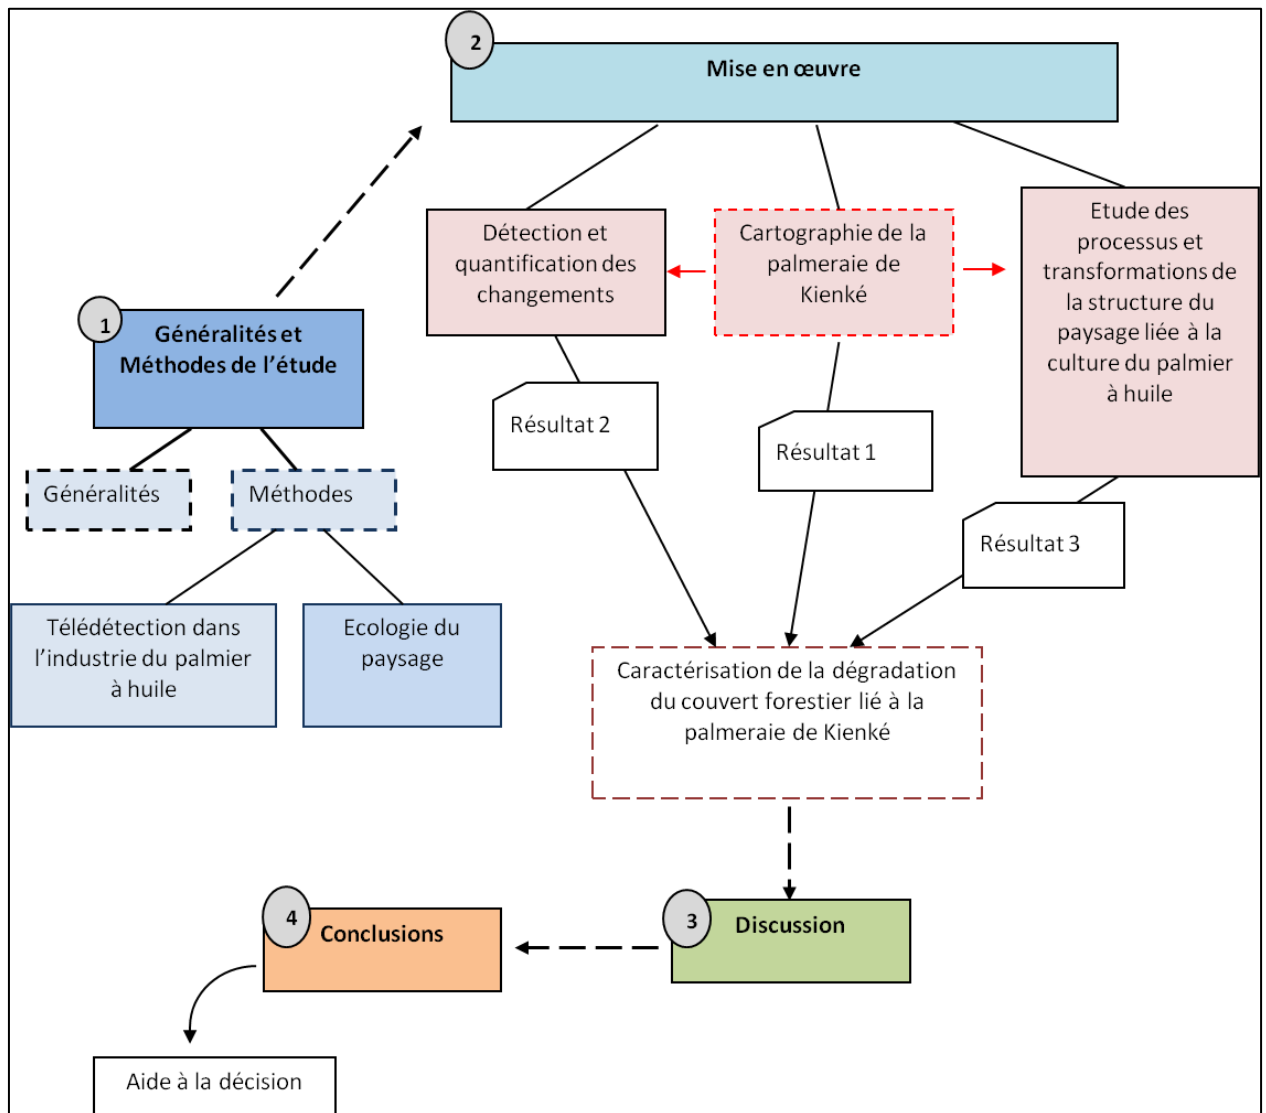 2
Mise en œuvre
Détection et
quantification des
changements
Cartographie de la
palmeraie de
Kienké
Etude des
processus et
transformations de
la structure du
paysage liée à la
culture du palmier
à huile
1
Généralités et
Méthodes de l’étude
Généralités
Méthodes
Télédétection dans
l’industrie du palmier
à huile
Ecologie du
paysage
Résultat 2
Résultat 1
Résultat 3
Caractérisation de la dégradation
du couvert forestier lié à la
palmeraie de Kienké
3
Discussion
4
Conclusions
Aide à la décision